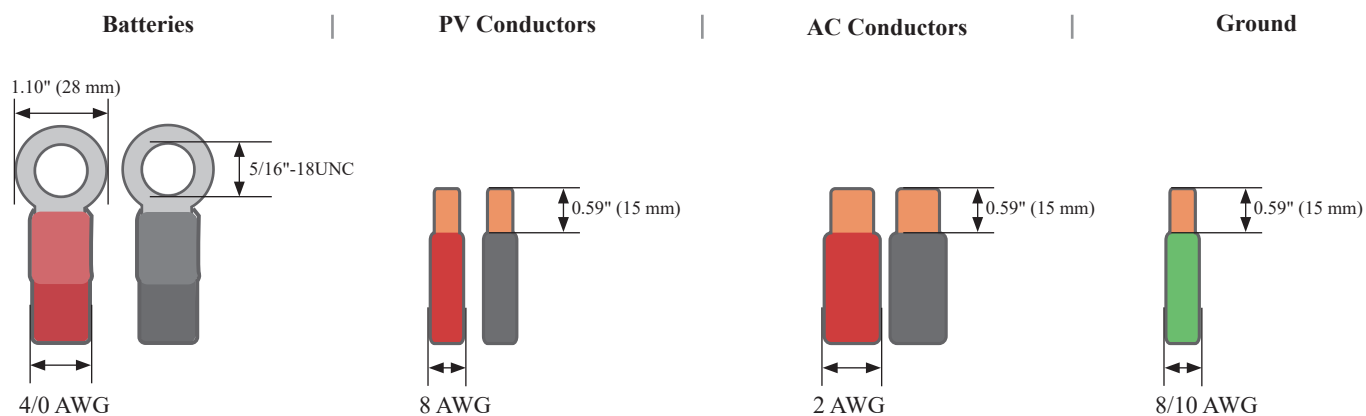 Batteries | PV Conductors | AC Conductors | Ground
1.10" (28 mm)
5/16"-18UNC
0.59" (15 mm)
0.59" (15 mm)
0.59" (15 mm)
4/0 AWG
8 AWG
2 AWG
8/10 AWG